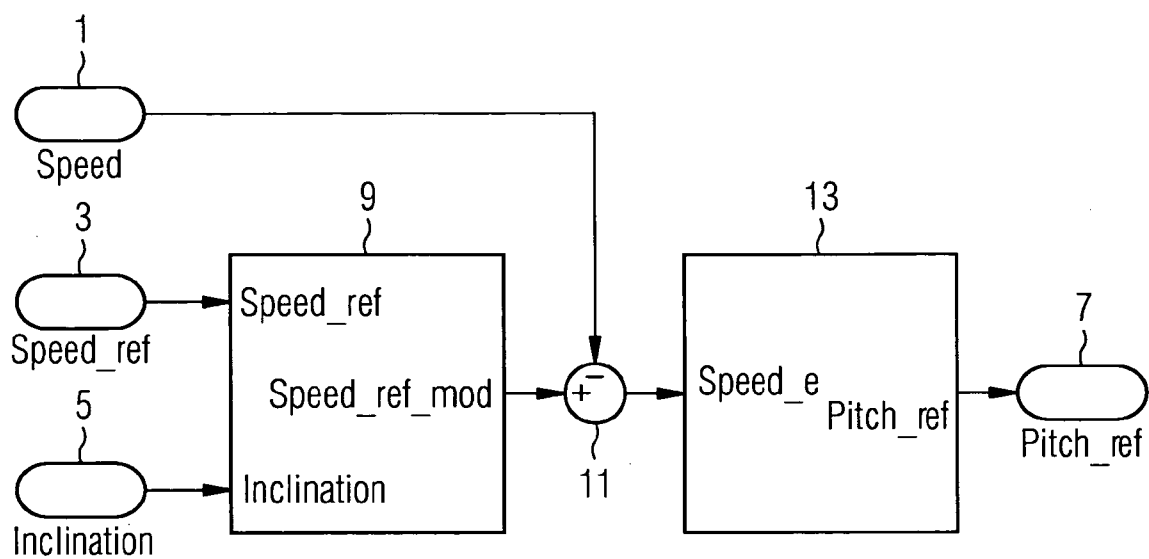 1
Speed
3
Speed_ref
5
Inclination
9
Speed_ref
Speed_ref_mod
Inclination
+
−
11
13
Speed_e
Pitch_ref
7
Pitch_ref